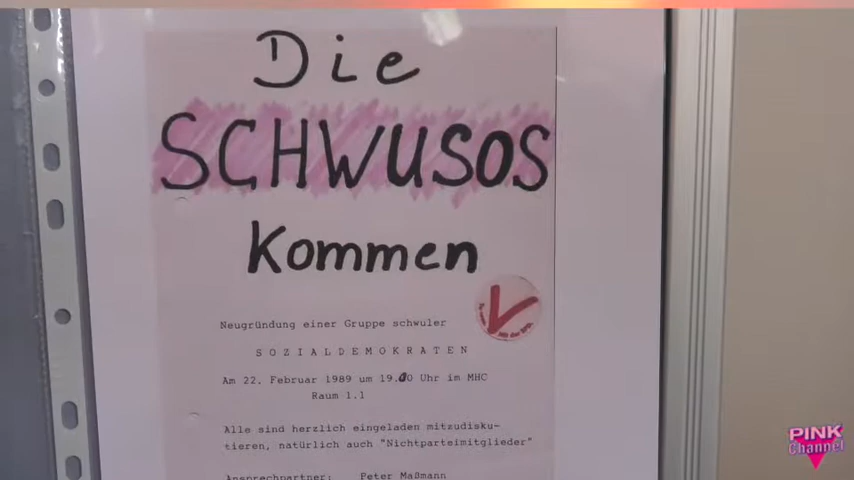 Die
SCHWUSOS
kommen
Neugründung einer Gruppe schwuler
SOZIALDEMOKRATEN
Am 22. Februar 1989 um 19.00 Uhr im MHC
Raum 1.1
Alle sind herzlich eingeladen mitzudisku-
tieren, natürlich auch "Nichtparteimitglieder"
Ansprechpartner: Peter Maßmann
PINK
Channel